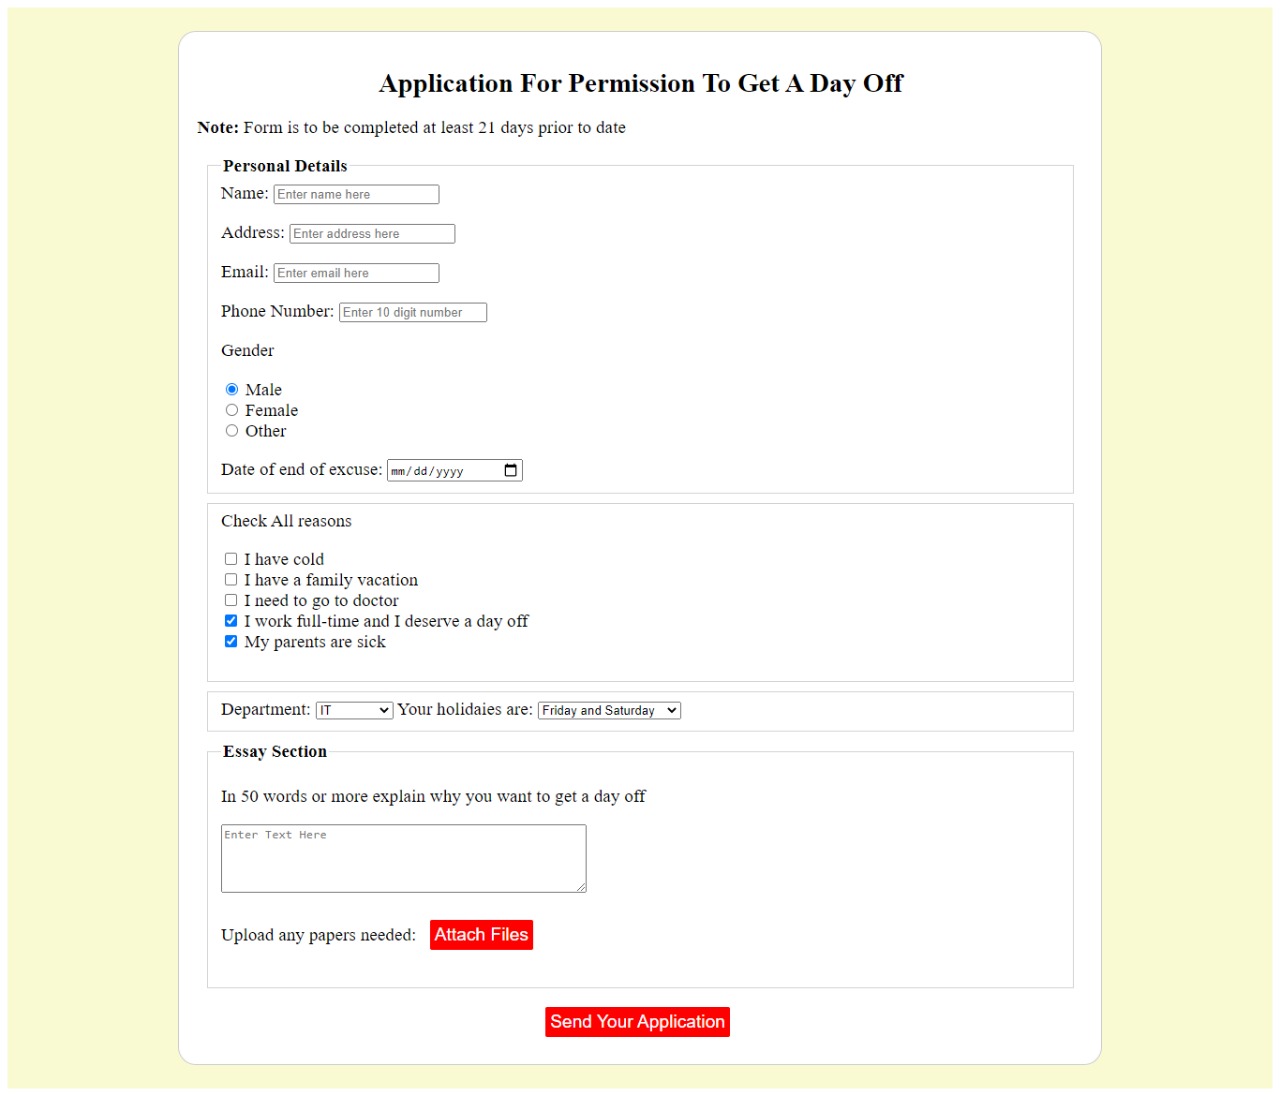 Application For Permission To Get A Day Off
Note: Form is to be completed at least 21 days prior to date
Personal Details
Name: Enter name here
Address: Enter address here
Email: Enter email here
Phone Number: Enter 10 digit number
Gender
Male
Female
Other
Date of end of excuse: mm/dd/yyyy
Check All reasons
I have cold
I have a family vacation
I need to go to doctor
I work full-time and I deserve a day off
My parents are sick
Department: IT Your holidaies are: Friday and Saturday
Essay Section
In 50 words or more explain why you want to get a day off
Enter Text Here
Upload any papers needed: Attach Files
Send Your Application